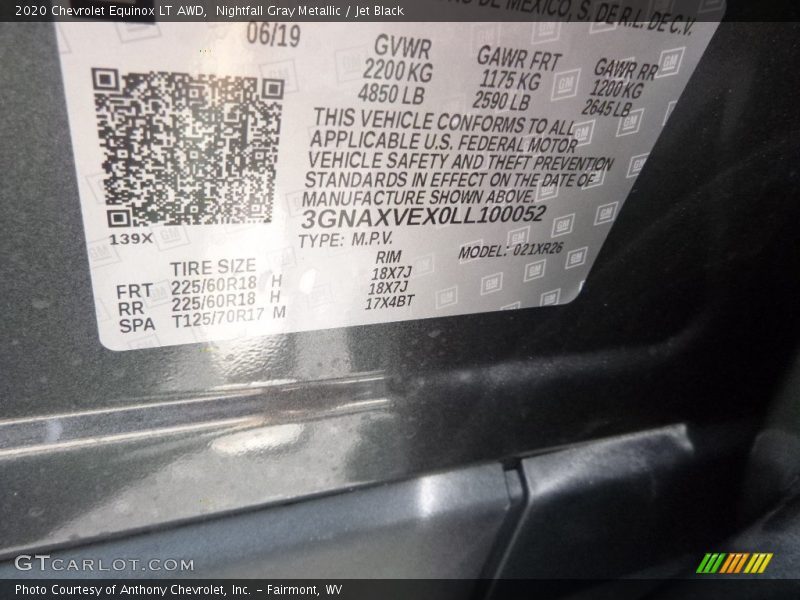 2020 Chevrolet Equinox LT AWD, Nightfall Gray Metallic / Jet Black
DE MEXICO, S. DE R.L. DE C.V.
06/19
GVWR GAWR FRT GAWR RR
2200 KG 1175 KG 1200 KG
4850 LB 2590 LB 2645 LB
THIS VEHICLE CONFORMS TO ALL
APPLICABLE U.S. FEDERAL MOTOR
VEHICLE SAFETY AND THEFT PREVENTION
STANDARDS IN EFFECT ON THE DATE OF
MANUFACTURE SHOWN ABOVE.
3GNAXVEX0LL100052
139X
TYPE: M.P.V. MODEL: 021XR26
TIRE SIZE RIM
FRT 225/60R18 H 18X7J
RR 225/60R18 H 18X7J
SPA T125/70R17 M 17X4BT
GTCARLOT.COM
Photo Courtesy of Anthony Chevrolet, Inc. – Fairmont, WV